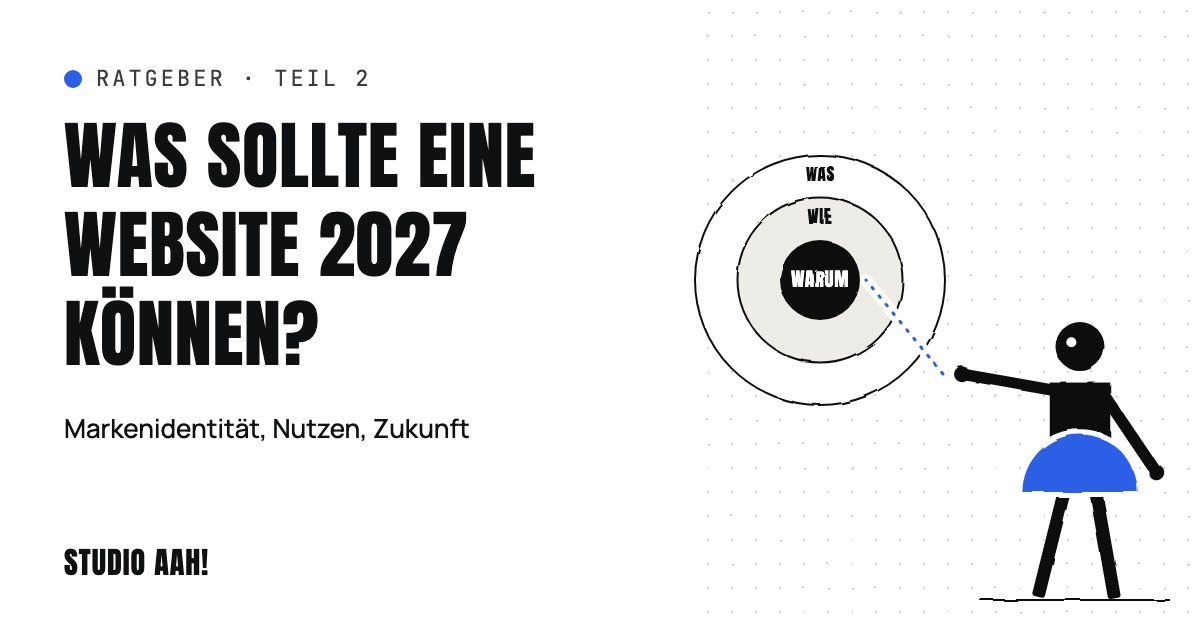 RATGEBER · TEIL 2
WAS SOLLTE EINE
WEBSITE 2027
KÖNNEN?
Markenidentität, Nutzen, Zukunft
STUDIO AAH!
WAS
WIE
WARUM